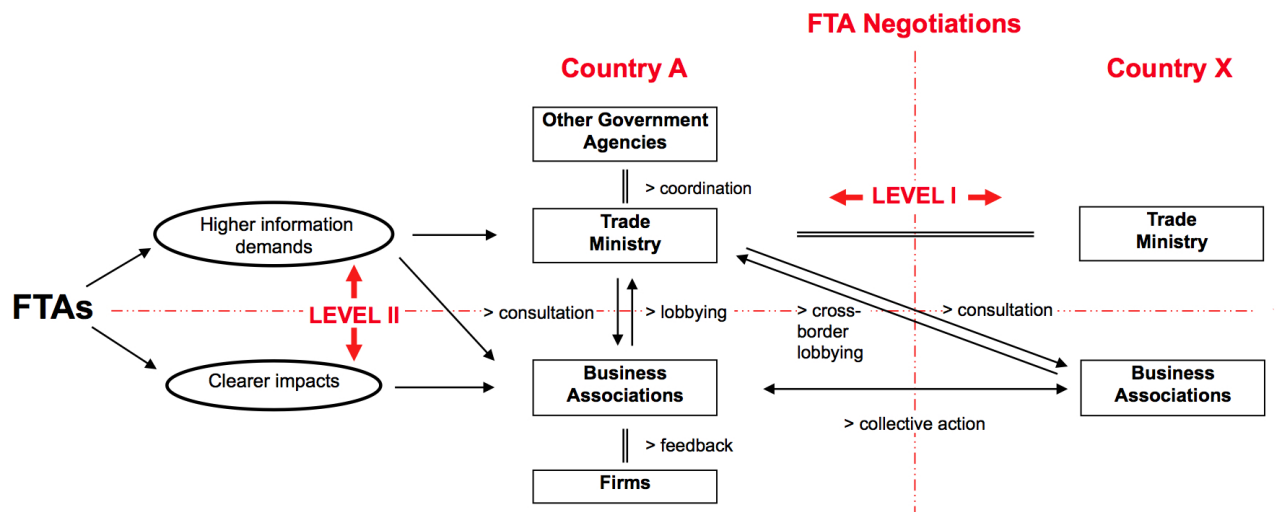 FTA Negotiations
Country A
Country X
Other Government
Agencies
> coordination
LEVEL I
Higher information
demands
Trade
Ministry
Trade
Ministry
FTAs
LEVEL II
> consultation
> lobbying
> cross-
border
lobbying
> consultation
Clearer impacts
Business
Associations
Business
Associations
> collective action
> feedback
Firms